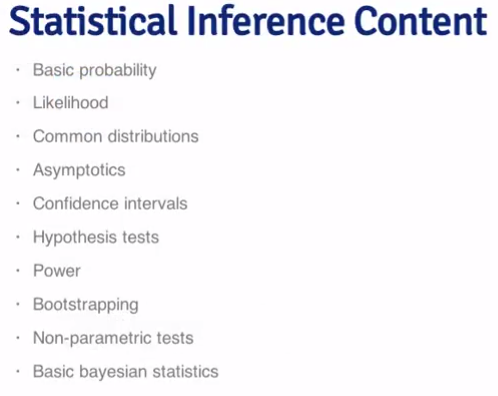 Statistical Inference Content
· Basic probability
· Likelihood
· Common distributions
· Asymptotics
· Confidence intervals
· Hypothesis tests
· Power
· Bootstrapping
· Non-parametric tests
· Basic bayesian statistics